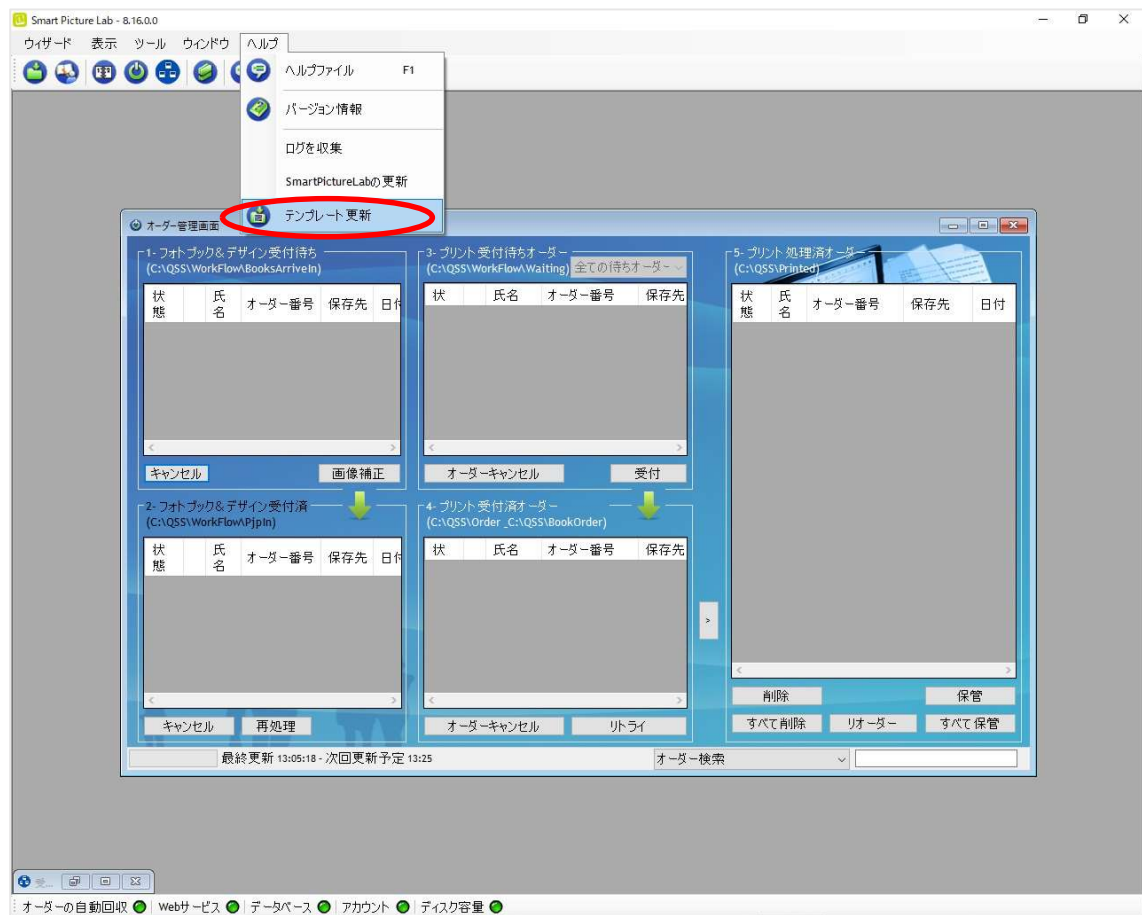 Smart Picture Lab - 8.16.0.0
ウィザード 表示 ツール ウィンドウ ヘルプ
ヘルプファイル F1
バージョン情報
ログを収集
SmartPictureLabの更新
テンプレート更新
オーダー管理画面
1- フォトブック&デザイン受付待ち
(C:\QSS\WorkFlow\BooksArriveIn)
状態 氏名 オーダー番号 保存先 日付
キャンセル 画像補正
2- フォトブック&デザイン受付済
(C:\QSS\WorkFlow\PjpIn)
状態 氏名 オーダー番号 保存先 日付
キャンセル 再処理
3- プリント受付待ちオーダー
(C:\QSS\WorkFlow\Waiting) 全ての待ちオーダー
状 氏名 オーダー番号 保存先
オーダーキャンセル 受付
4- プリント受付済オーダー
(C:\QSS\Order _C:\QSS\BookOrder)
状 氏名 オーダー番号 保存先
オーダーキャンセル リトライ
>
5- プリント処理済オーダー
(C:\QSS\Printed)
状態 氏名 オーダー番号 保存先 日付
削除 保管
すべて削除 リオーダー すべて保管
最終更新 13:05:18 - 次回更新予定 13:25 オーダー検索
受...
オーダーの自動回収 Webサービス データベース アカウント ディスク容量